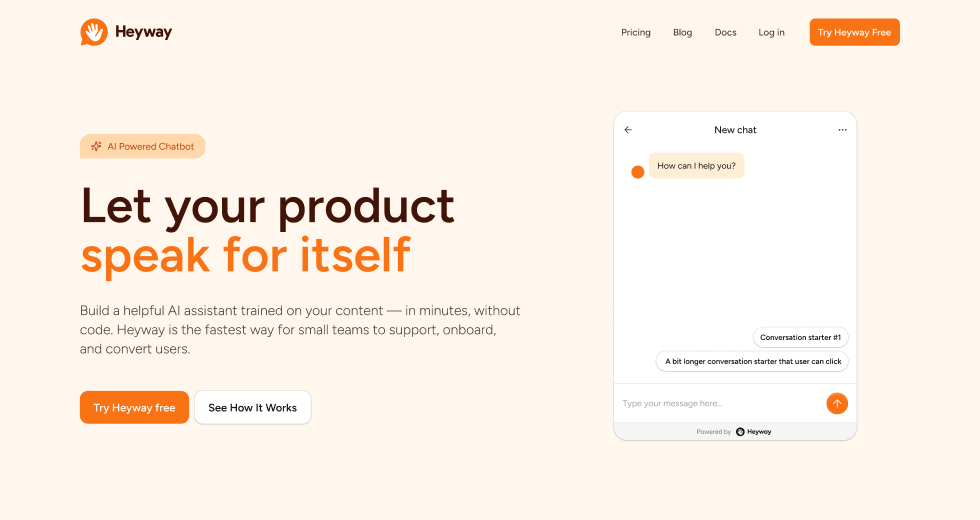 Heyway
Pricing
Blog
Docs
Log in
Try Heyway Free
AI Powered Chatbot
Let your product
speak for itself
Build a helpful AI assistant trained on your content — in minutes, without
code. Heyway is the fastest way for small teams to support, onboard,
and convert users.
Try Heyway free
See How It Works
New chat
How can I help you?
Conversation starter #1
A bit longer conversation starter that user can click
Type your message here...
Powered by Heyway